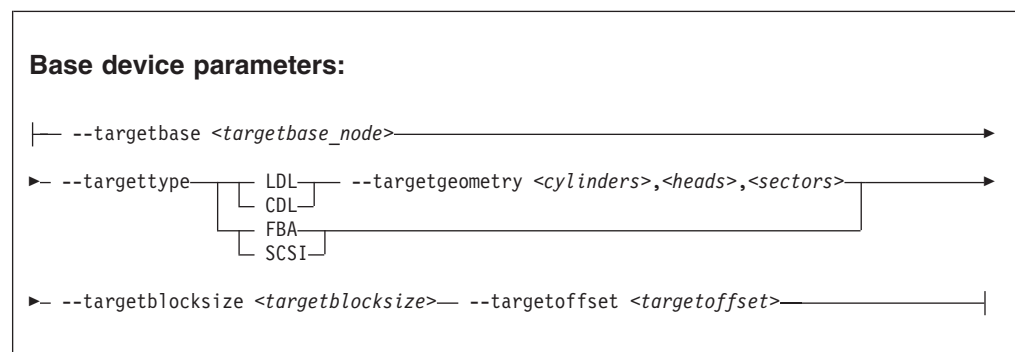 Base device parameters:
--targetbase <targetbase_node>
--targettype LDL --targetgeometry <cylinders>,<heads>,<sectors>
CDL
FBA
SCSI
--targetblocksize <targetblocksize> --targetoffset <targetoffset>